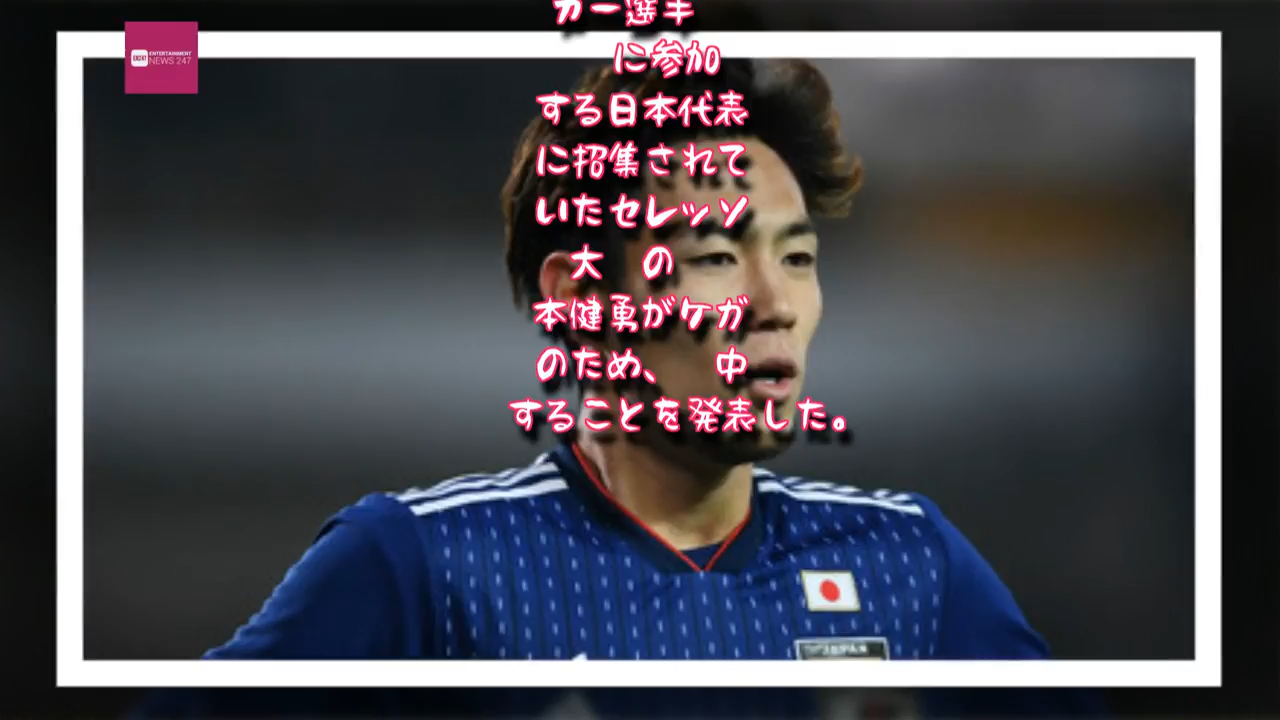 ENTERTAINMENT
NEWS 247
カー選手
に参加
する日本代表
に招集されて
いたセレッソ
大 の
本健勇がケガ
のため、 中
することを発表した。
JAPAN